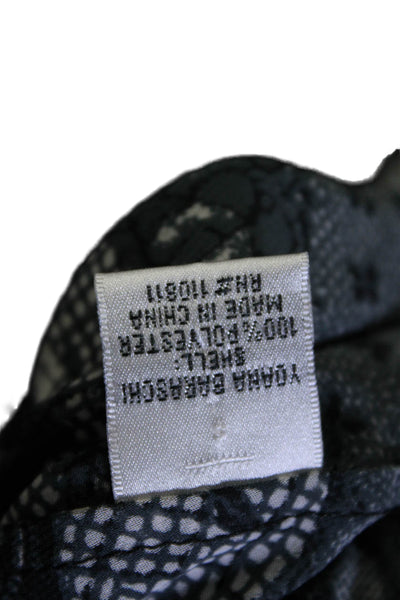 YOANA BARASCHI
SHELL:
100% POLYESTER
MADE IN CHINA
RN# 110811